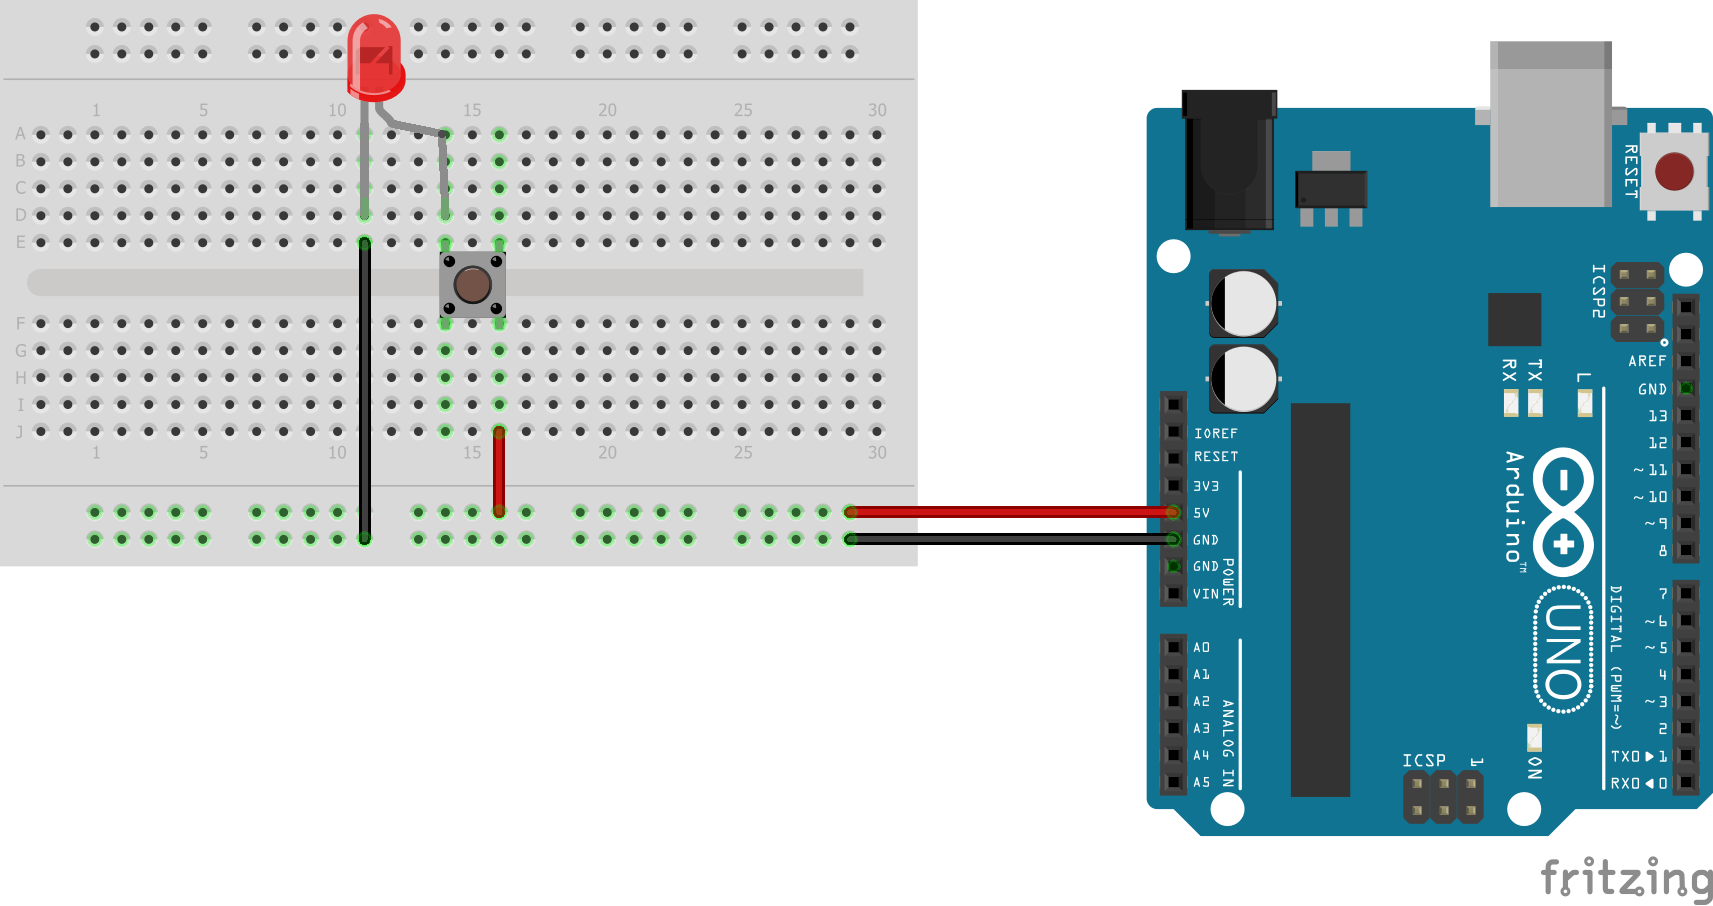 1 5 10 15 20 25 30
A
B
C
D
E
F
G
H
I
J
1 5 10 15 20 25 30
RESET
ICSP2
AREF
GND
13
12
~11
~10
~9
8
7
~6
~5
4
~3
2
TX0▶1
RX0◀0
DIGITAL (PWM=~)
RX
TX
L
Arduino™
UNO
ON
ICSP
1
IOREF
RESET
3V3
5V
GND
GND
VIN
POWER
A0
A1
A2
A3
A4
A5
ANALOG IN
fritzing